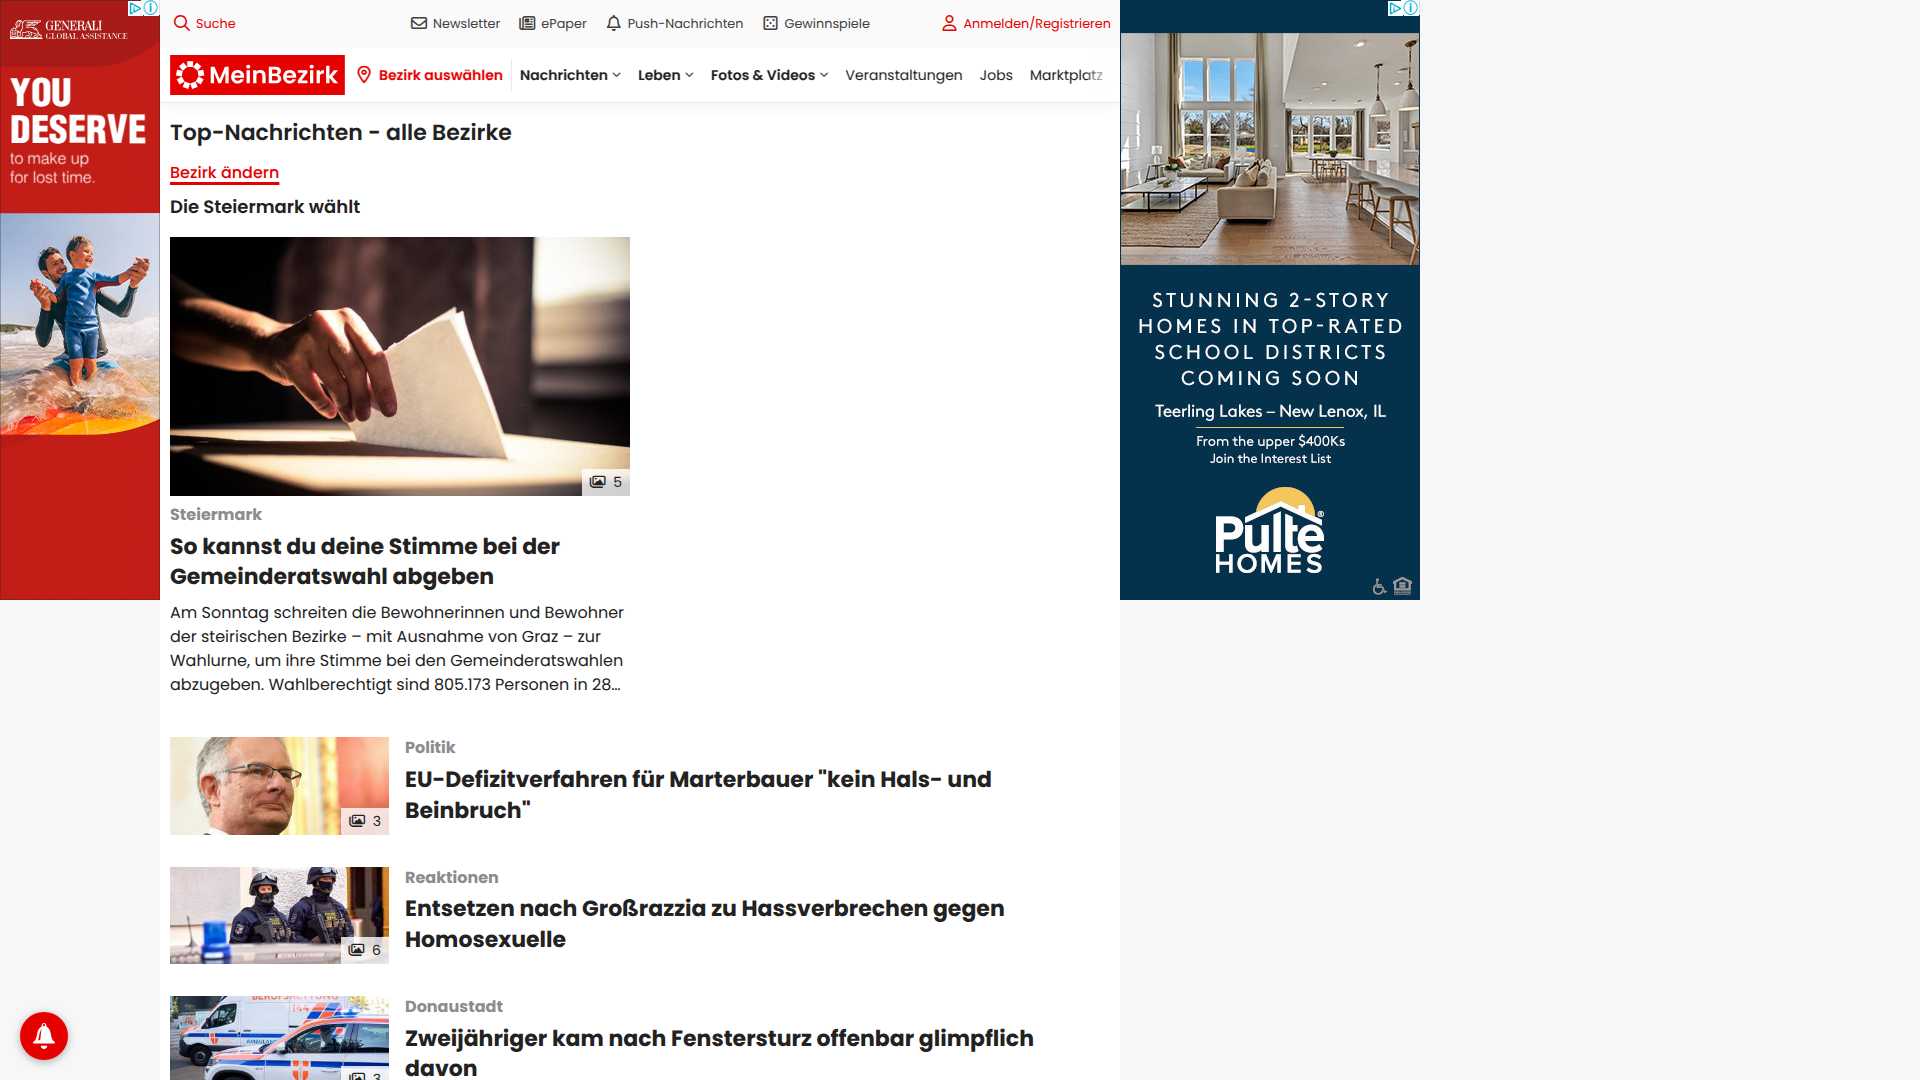 GENERALI
GLOBAL ASSISTANCE
YOU
DESERVE
to make up
for lost time.
Suche
Newsletter
ePaper
Push-Nachrichten
Gewinnspiele
Anmelden/Registrieren
MeinBezirk
Bezirk auswählen
Nachrichten
Leben
Fotos & Videos
Veranstaltungen
Jobs
Marktplatz
Top-Nachrichten - alle Bezirke
Bezirk ändern
Die Steiermark wählt
5
Steiermark
So kannst du deine Stimme bei der
Gemeinderatswahl abgeben
Am Sonntag schreiten die Bewohnerinnen und Bewohner
der steirischen Bezirke – mit Ausnahme von Graz – zur
Wahlurne, um ihre Stimme bei den Gemeinderatswahlen
abzugeben. Wahlberechtigt sind 805.173 Personen in 28...
3
Politik
EU-Defizitverfahren für Marterbauer "kein Hals- und
Beinbruch"
6
Reaktionen
Entsetzen nach Großrazzia zu Hassverbrechen gegen
Homosexuelle
144
3
Donaustadt
Zweijähriger kam nach Fenstersturz offenbar glimpflich
davon
STUNNING 2-STORY
HOMES IN TOP-RATED
SCHOOL DISTRICTS
COMING SOON
Teerling Lakes – New Lenox, IL
From the upper $400Ks
Join the Interest List
Pulte®
HOMES